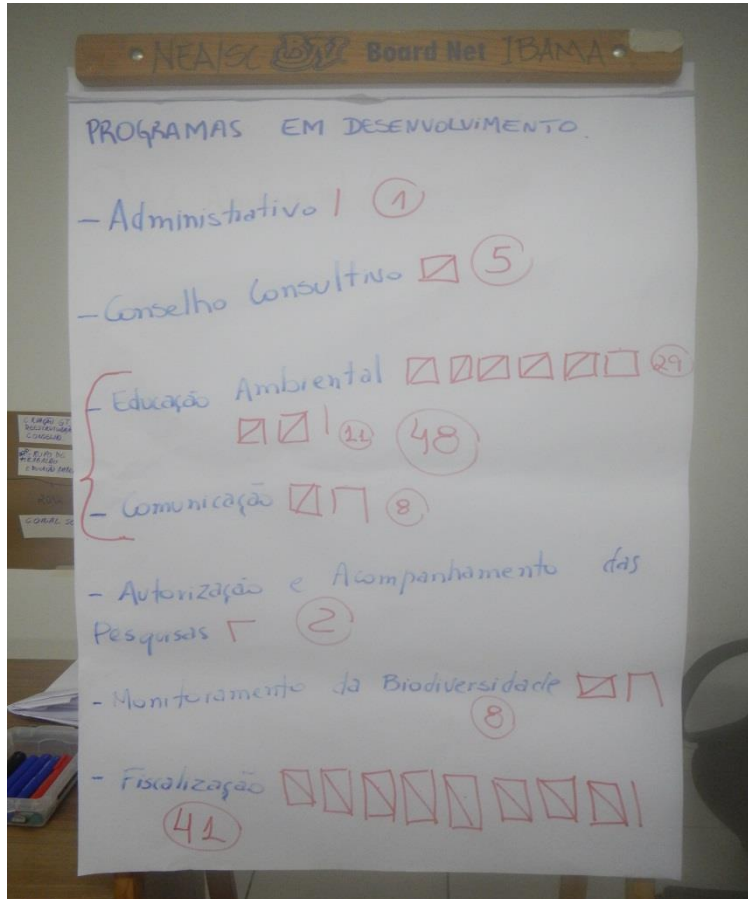 NEA/SC Board Net IBAMA
PROGRAMAS EM DESENVOLVIMENTO.
- Administrativo 1
- Conselho Consultivo 5
- Educação Ambiental 29
11 48
- Comunicação 8
- Autorização e Acompanhamento das
Pesquisas 2
- Monitoramento da Biodiversidade
8
- Fiscalização
41